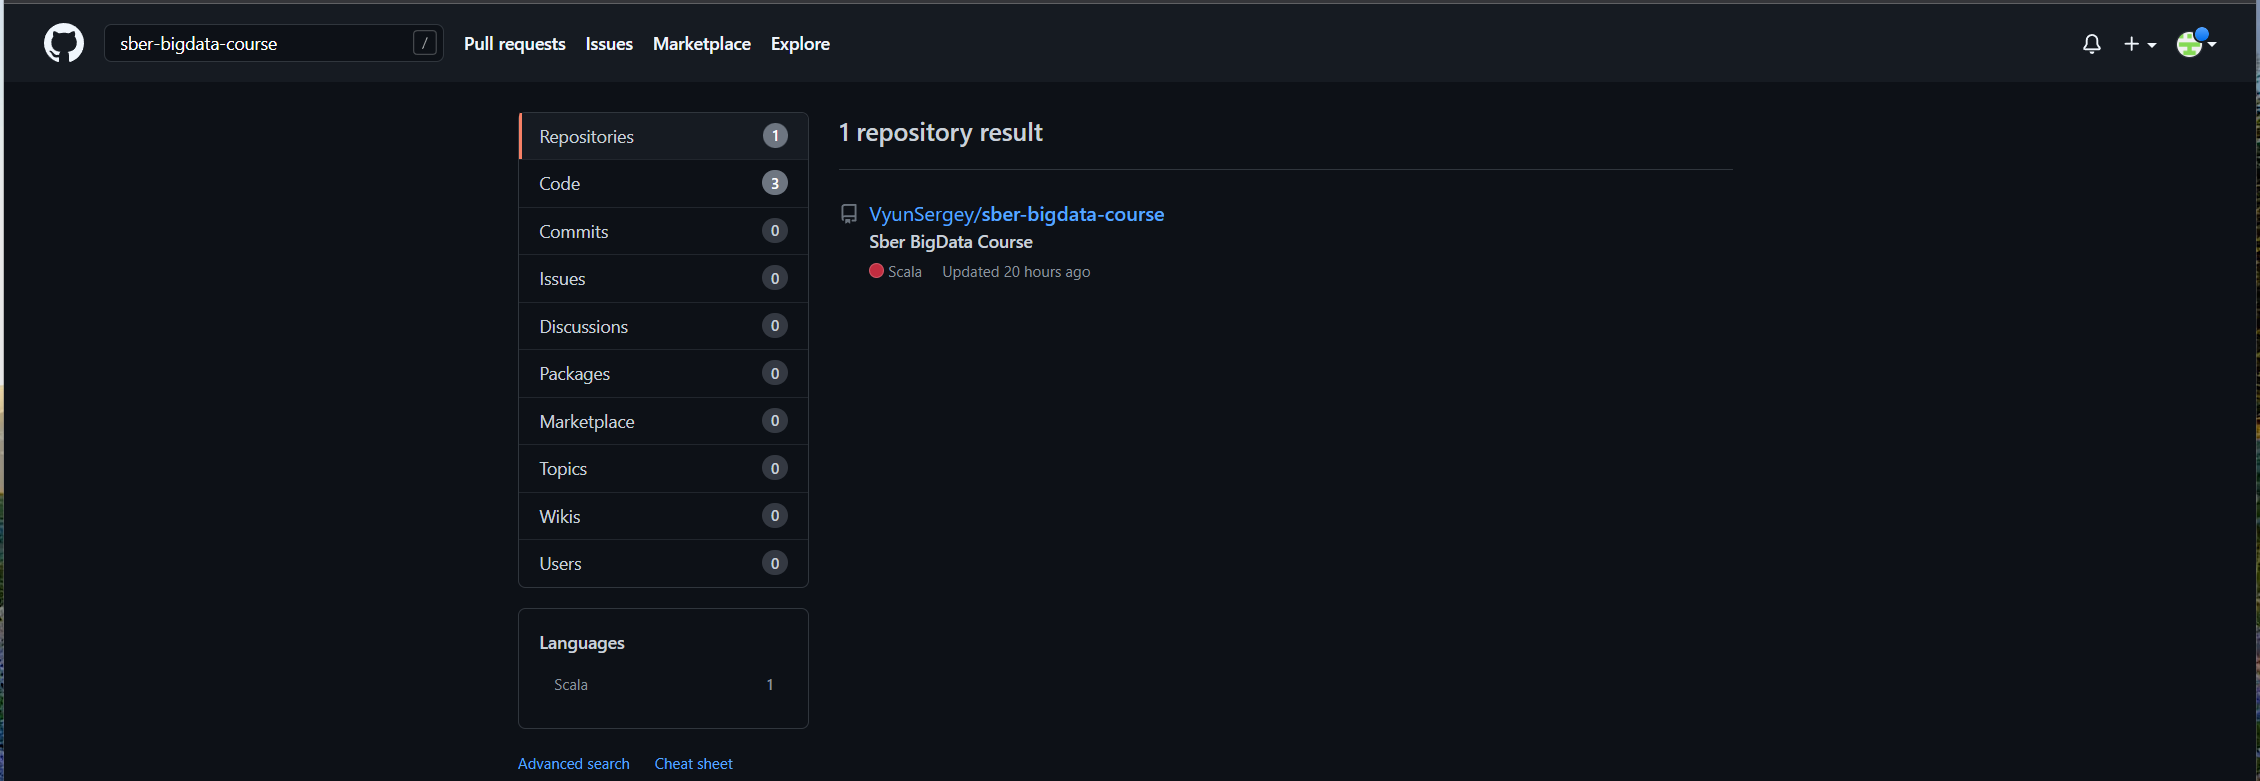 sber-bigdata-course / Pull requests Issues Marketplace Explore
Repositories 1
Code 3
Commits 0
Issues 0
Discussions 0
Packages 0
Marketplace 0
Topics 0
Wikis 0
Users 0
Languages
Scala 1
Advanced search Cheat sheet
1 repository result
VyunSergey/sber-bigdata-course
Sber BigData Course
Scala Updated 20 hours ago